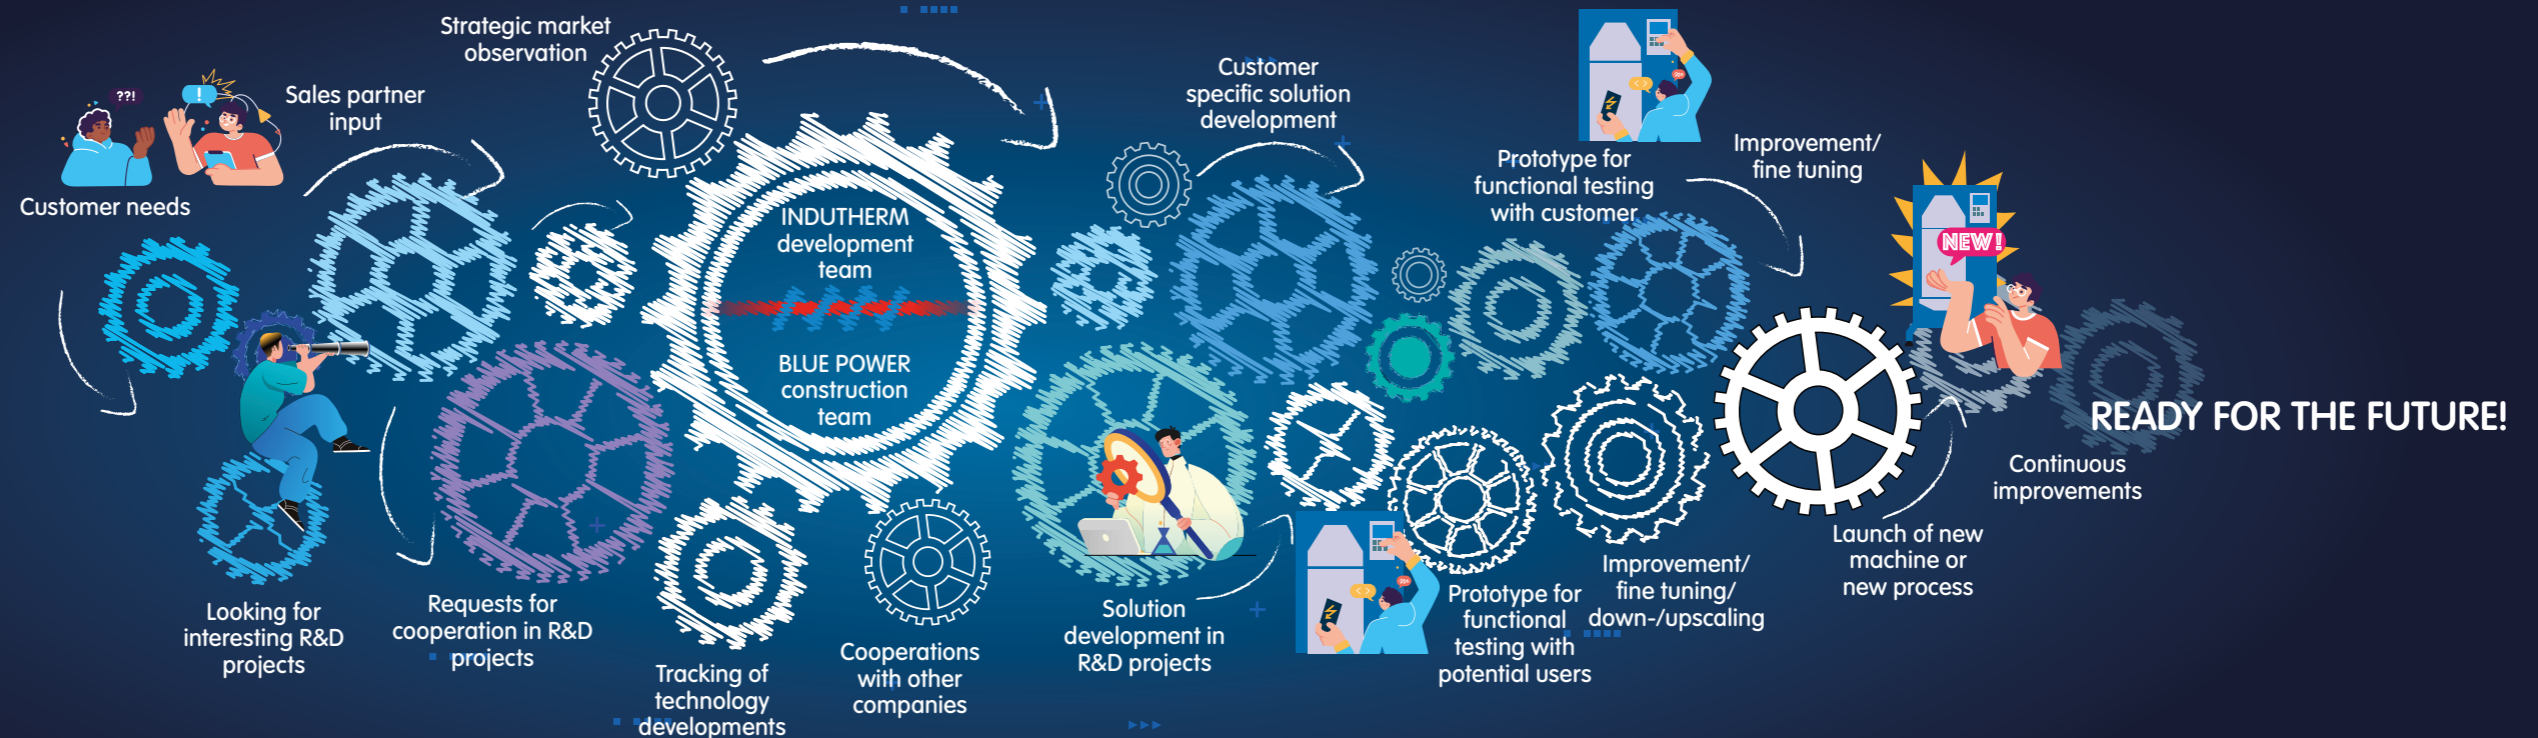 Strategic market
observation
??!
!
Sales partner
input
Customer needs
Looking for
interesting R&D
projects
Requests for
cooperation in R&D
projects
INDUTHERM
development
team
BLUE POWER
construction
team
Tracking of
technology
developments
Cooperations
with other
companies
Customer
specific solution
development
Solution
development in
R&D projects
Prototype for
functional testing
with customer
Improvement/
fine tuning
Prototype for
functional
testing with
potential users
Improvement/
fine tuning/
down-/upscaling
NEW!
Launch of new
machine or
new process
Continuous
improvements
READY FOR THE FUTURE!